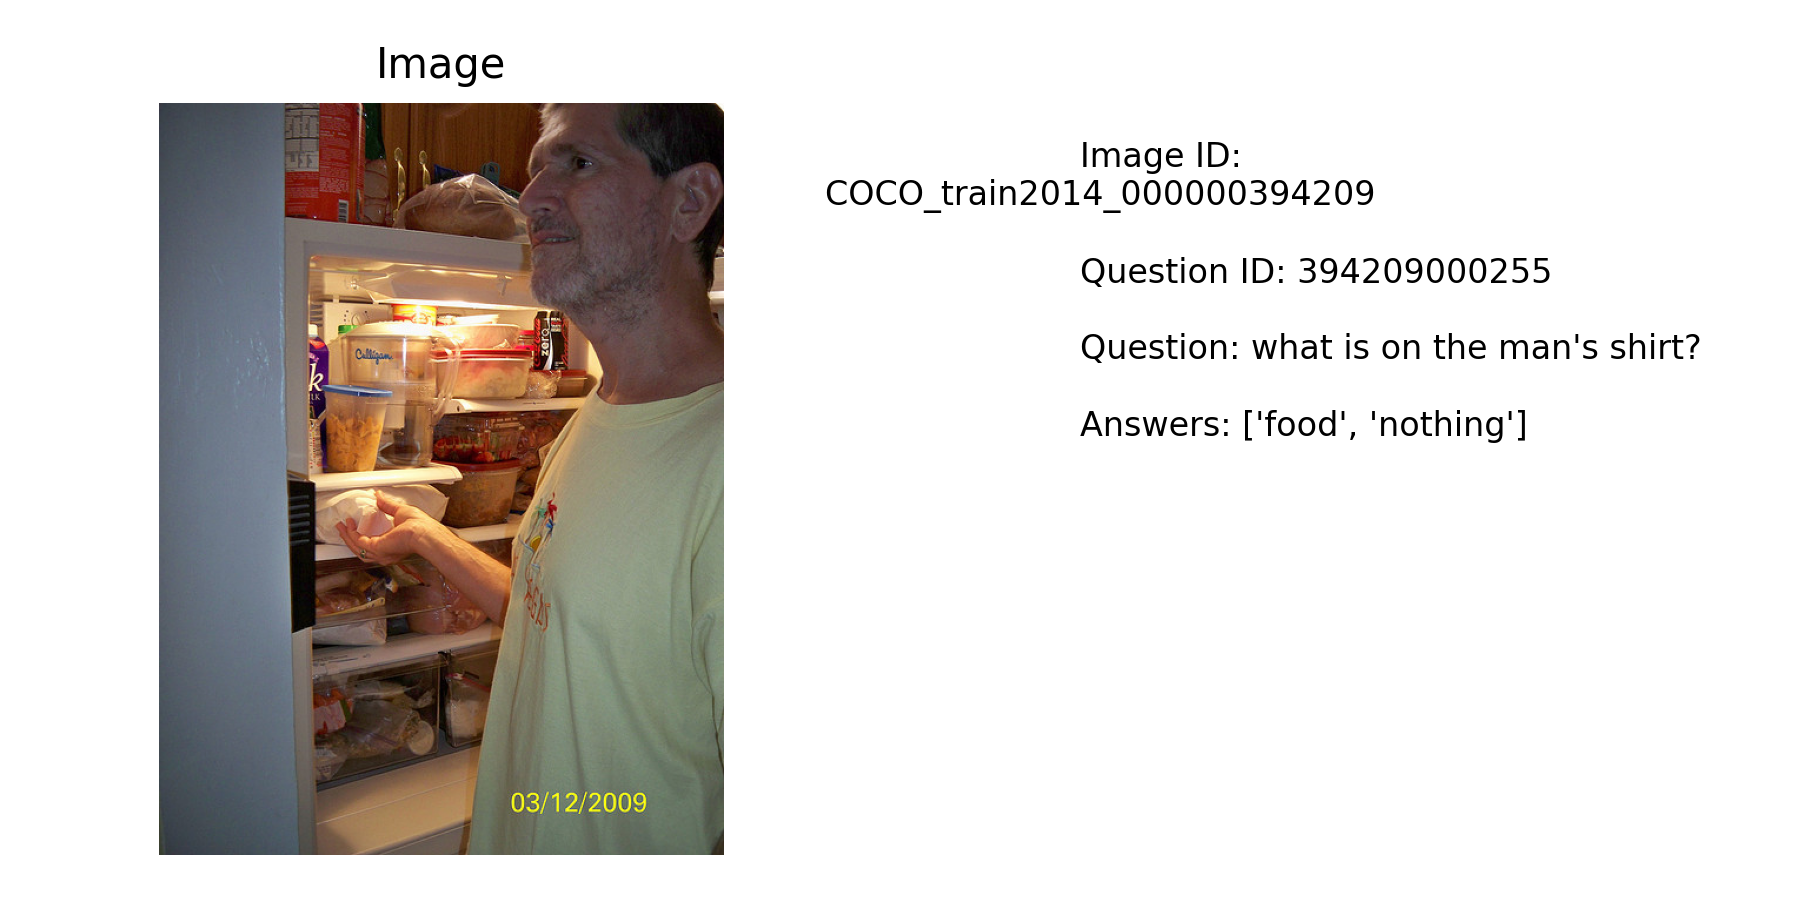 Image
Image ID:
COCO_train2014_000000394209
Question ID: 394209000255
Question: what is on the man's shirt?
Answers: ['food', 'nothing']
Culligan
zero
k
03/12/2009